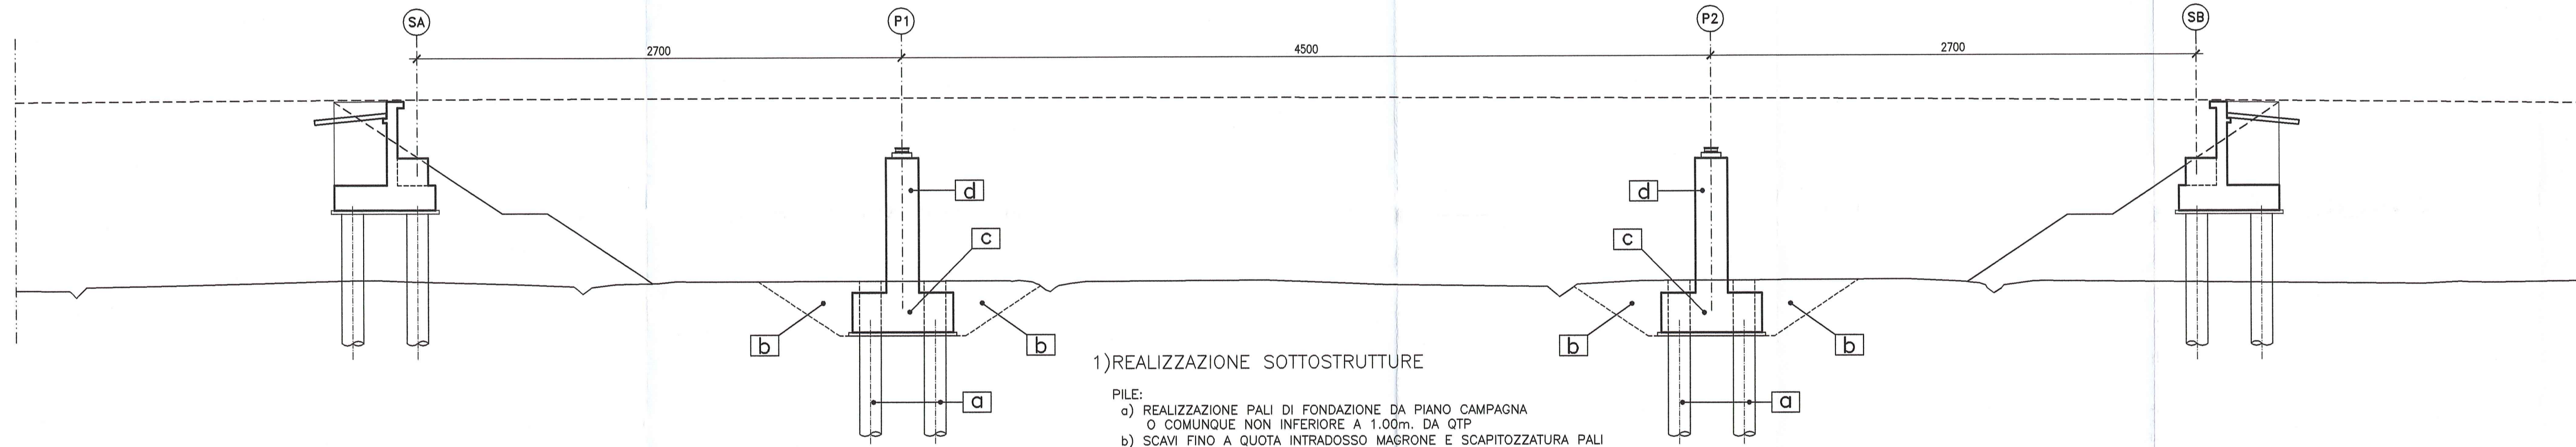 SA
P1
P2
SB
2700
4500
2700
d
d
c
c
b
b
b
b
a
a
1)REALIZZAZIONE SOTTOSTRUTTURE
PILE:
a) REALIZZAZIONE PALI DI FONDAZIONE DA PIANO CAMPAGNA
O COMUNQUE NON INFERIORE A 1.00m. DA QTP
b) SCAVI FINO A QUOTA INTRADOSSO MAGRONE E SCAPITOZZATURA PALI